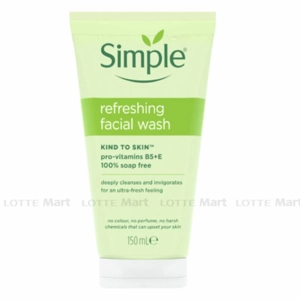 Simple
refreshing
facial wash
KIND TO SKIN™
pro-vitamins B5+E
100% soap free
LOTTE Mart LOTTE Mart LOTTE Mart
deeply cleanses and invigorates
for an ultra-fresh feeling
no colour, no perfume, no harsh
chemicals that can upset your skin
150 mL e